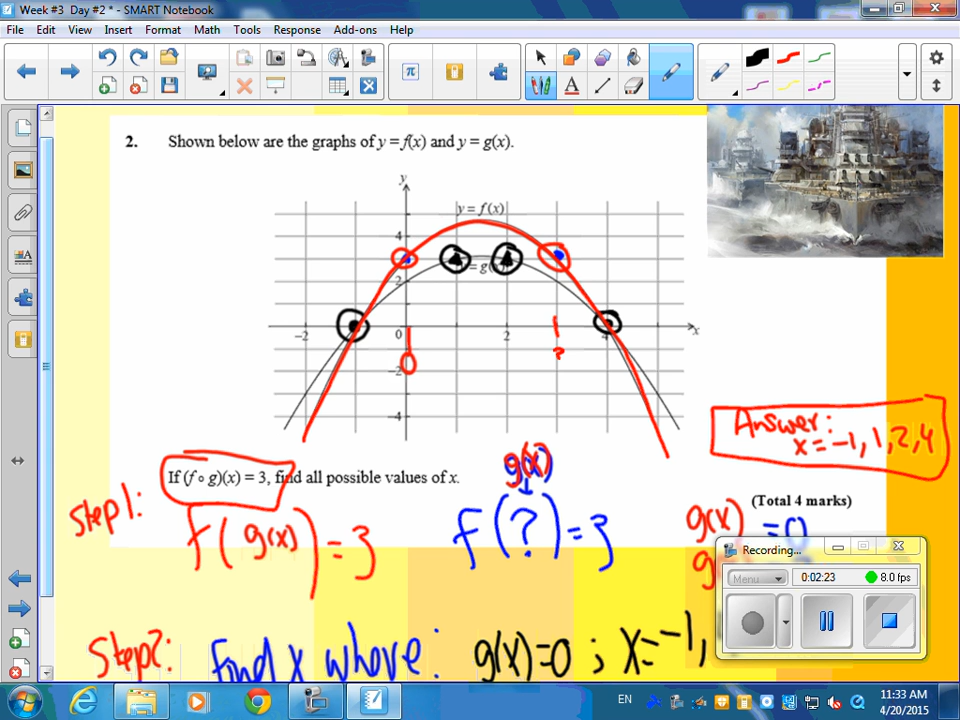 Week #3 Day #2 * - SMART Notebook
File Edit View Insert Format Math Tools Response Add-ons Help
2. Shown below are the graphs of y = f(x) and y = g(x).
y
y = f(x)
4
= g(
2
−2 0 2 4 x
0 ?
−2
−4
Answer:
x = -1, 1, 2, 4
g(x)
If (f ∘ g)(x) = 3, find all possible values of x.
(Total 4 marks)
Step 1:
f(g(x)) = 3 f(?) = 3 g(x) = 0
Recording...
Menu 0:02:23 8.0 fps
Step 2: Find x where: g(x)=0 ; x=-1,
EN 11:33 AM
4/20/2015